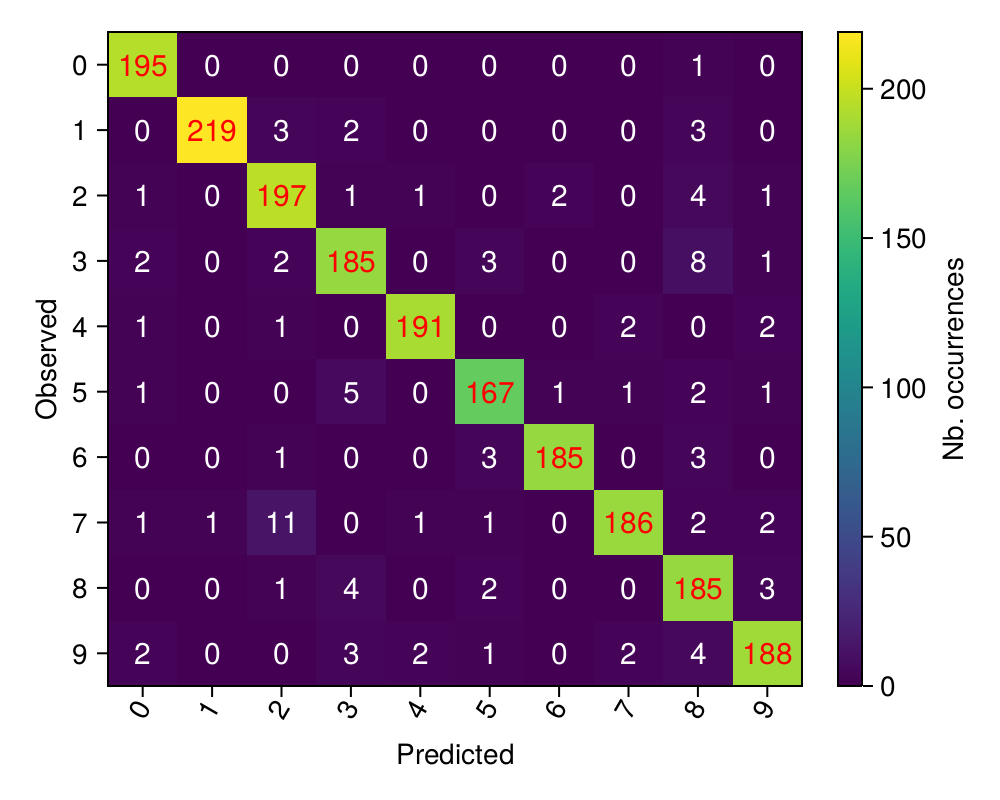 0 195 0 0 0 0 0 0 0 1 0
1 0 219 3 2 0 0 0 0 3 0
2 1 0 197 1 1 0 2 0 4 1
3 2 0 2 185 0 3 0 0 8 1
4 1 0 1 0 191 0 0 2 0 2
5 1 0 0 5 0 167 1 1 2 1
6 0 0 1 0 0 3 185 0 3 0
7 1 1 11 0 1 1 0 186 2 2
8 0 0 1 4 0 2 0 0 185 3
9 2 0 0 3 2 1 0 2 4 188
0 1 2 3 4 5 6 7 8 9
Predicted
Observed
200
150
100
50
0
Nb. occurrences